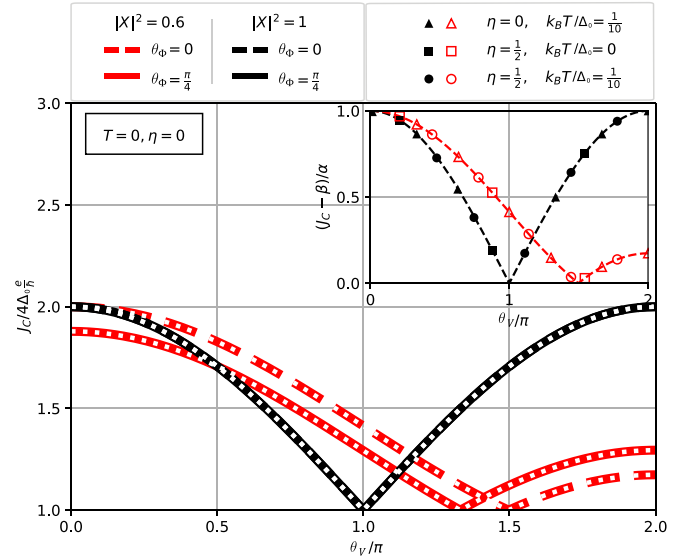 |X|² = 0.6 |X|² = 1
θ_Φ = 0 θ_Φ = 0
θ_Φ = π/4 θ_Φ = π/4
η = 0, k_BT/Δ₀ = 1/10
η = 1/2, k_BT/Δ₀ = 0
η = 1/2, k_BT/Δ₀ = 1/10
T = 0, η = 0
J_C/4Δ₀ e/ħ
3.0
2.5
2.0
1.5
1.0
0.0 0.5 1.0 1.5 2.0
θ_V/π
(J_C − β)/α
1.0
0.5
0.0
0 1 2
θ_V/π